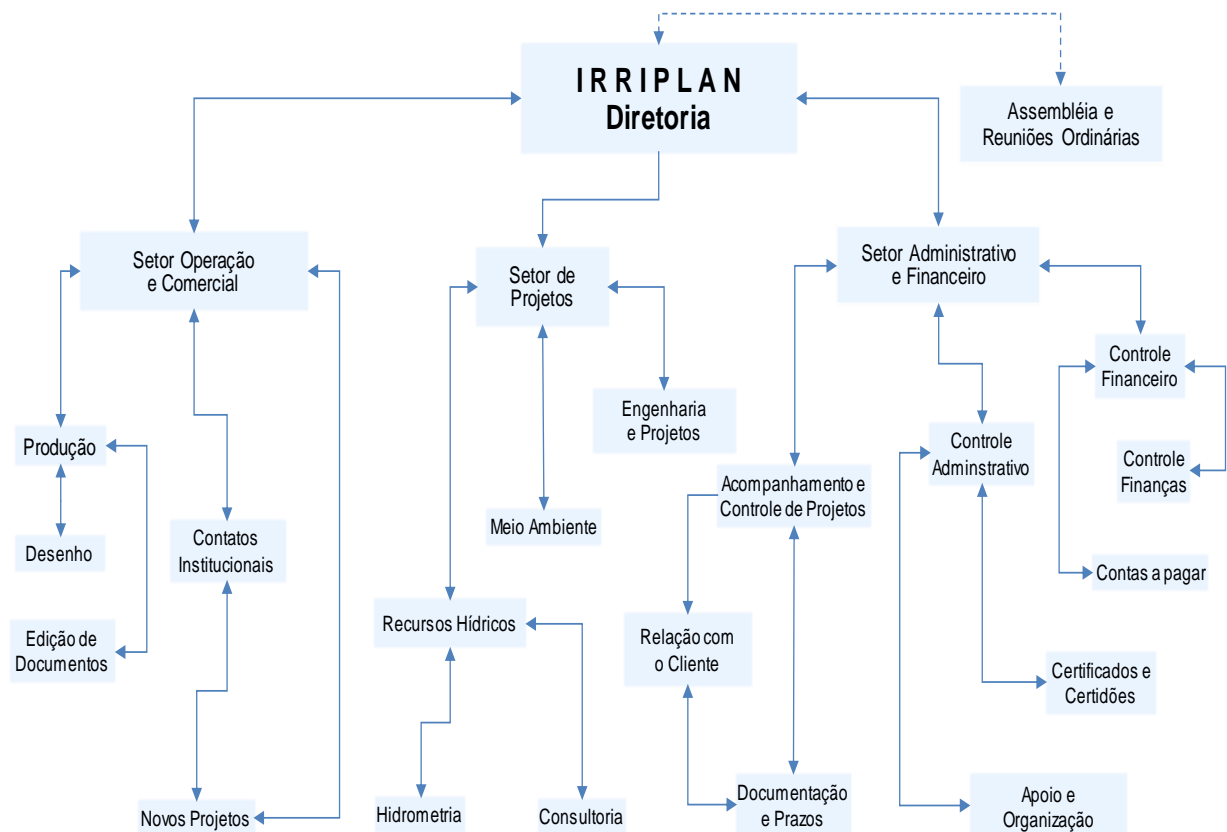 I R R I P L A N
Diretoria
Assembléia e
Reuniões Ordinárias
Setor Operação
e Comercial
Setor de
Projetos
Setor Administrativo
e Financeiro
Produção
Desenho
Edição de
Documentos
Contatos
Institucionais
Novos Projetos
Engenharia
e Projetos
Meio Ambiente
Recursos Hídricos
Hidrometria
Consultoria
Acompanhamento e
Controle de Projetos
Relação com
o Cliente
Documentação
e Prazos
Controle
Adminstrativo
Certificados e
Certidões
Apoio e
Organização
Controle
Financeiro
Controle
Finanças
Contas a pagar